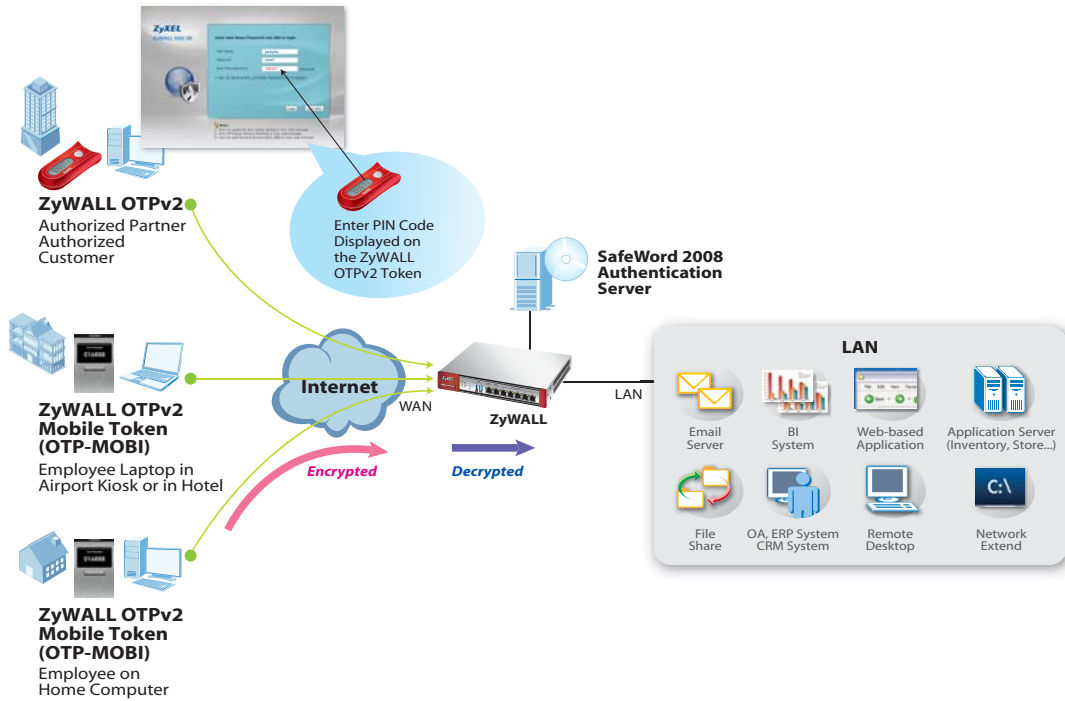 ZyXEL
ZyWALL OTPv2
Authorized Partner
Authorized
Customer
Enter PIN Code
Displayed on
the ZyWALL
OTPv2 Token
SafeWord 2008
Authentication
Server
016888
ZyWALL OTPv2
Mobile Token
(OTP-MOBI)
Employee Laptop in
Airport Kiosk or in Hotel
Internet
WAN
ZyWALL
LAN
Encrypted
Decrypted
LAN
Email
Server
BI
System
Web-based
Application
Application Server
(Inventory, Store...)
File
Share
OA, ERP System
CRM System
Remote
Desktop
C:\
Network
Extend
016888
ZyWALL OTPv2
Mobile Token
(OTP-MOBI)
Employee on
Home Computer